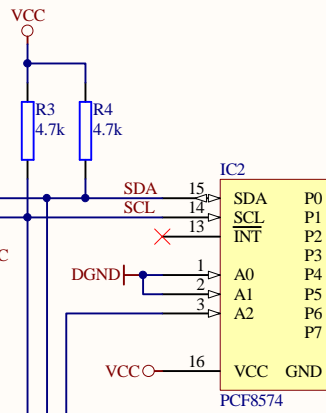 VCC
R3
4.7k
R4
4.7k
IC2
SDA 15 SDA P0
SCL 14 SCL P1
13 INT P2
P3
C
DGND 1 A0 P4
2 A1 P5
3 A2 P6
P7
VCC 16 VCC GND
PCF8574